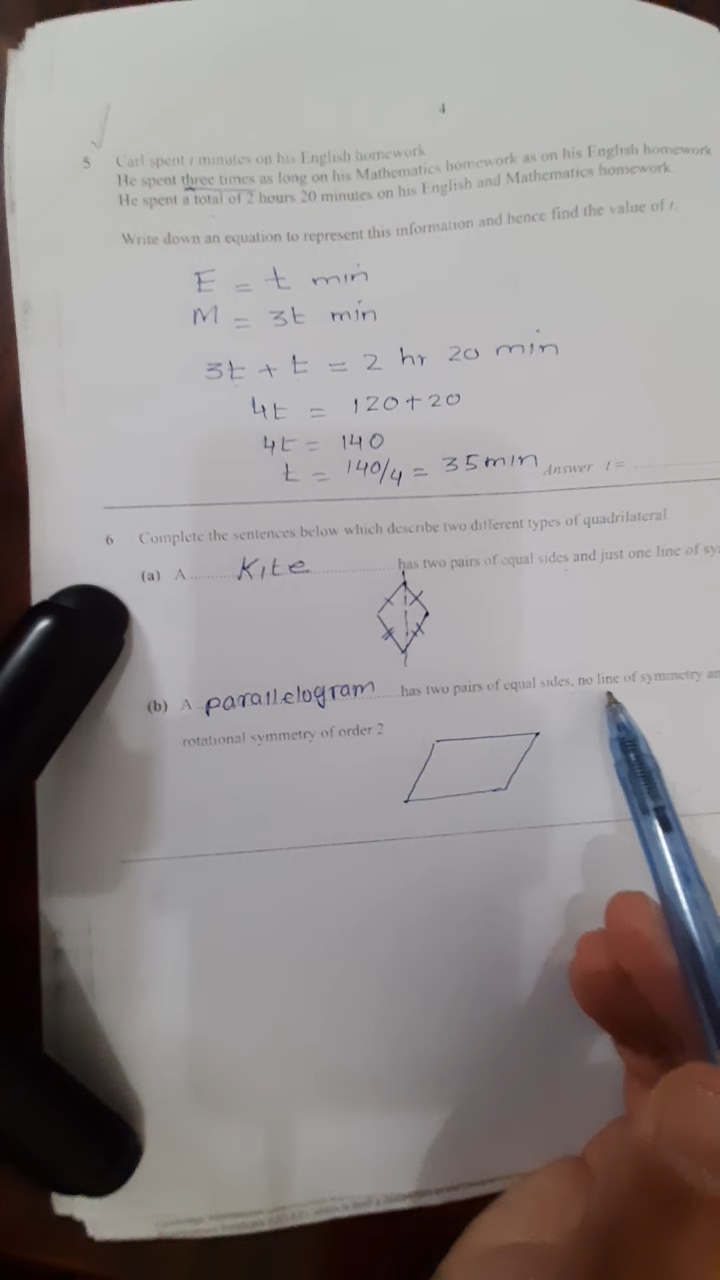 4
5 Carl spent t minutes on his English homework.
He spent three times as long on his Mathematics homework as on his English homework
He spent a total of 2 hours 20 minutes on his English and Mathematics homework.
Write down an equation to represent this information and hence find the value of t.
E = t min
M = 3t min
3t + t = 2 hr 20 min
4t = 120+20
4t = 140
t = 140/4 = 35min Answer t = ....................
6 Complete the sentences below which describe two different types of quadrilateral
(a) A ........ Kite ........ has two pairs of equal sides and just one line of
(b) A parallelogram has two pairs of equal sides, no line of symmetry
rotational symmetry of order 2